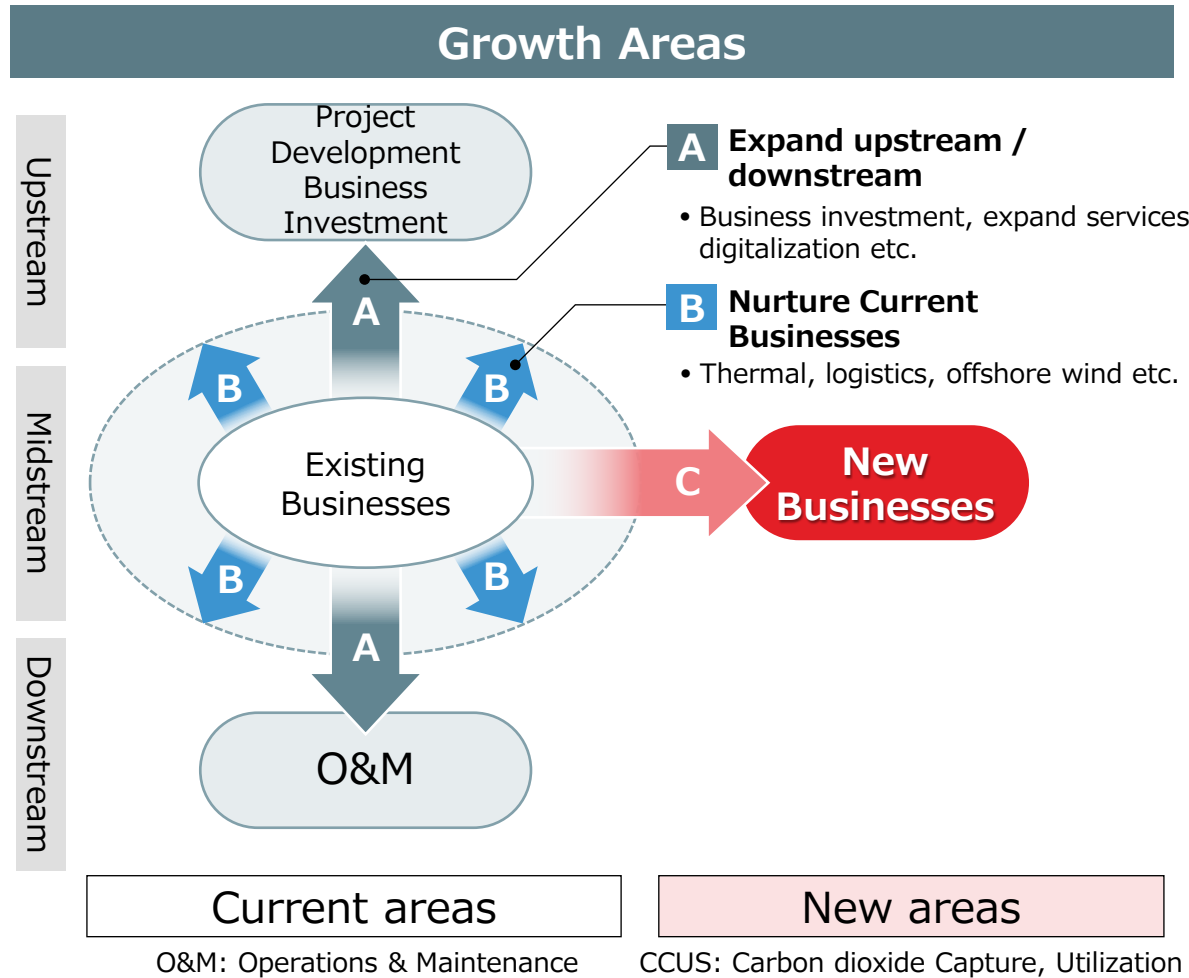 Growth Areas
Upstream
Project
Development
Business
Investment
A
A Expand upstream /
downstream
• Business investment, expand services
digitalization etc.
B Nurture Current
Businesses
• Thermal, logistics, offshore wind etc.
Midstream
B
B
Existing
Businesses
C
New
Businesses
B
B
Downstream
A
O&M
Current areas
New areas
O&M: Operations & Maintenance
CCUS: Carbon dioxide Capture, Utilization